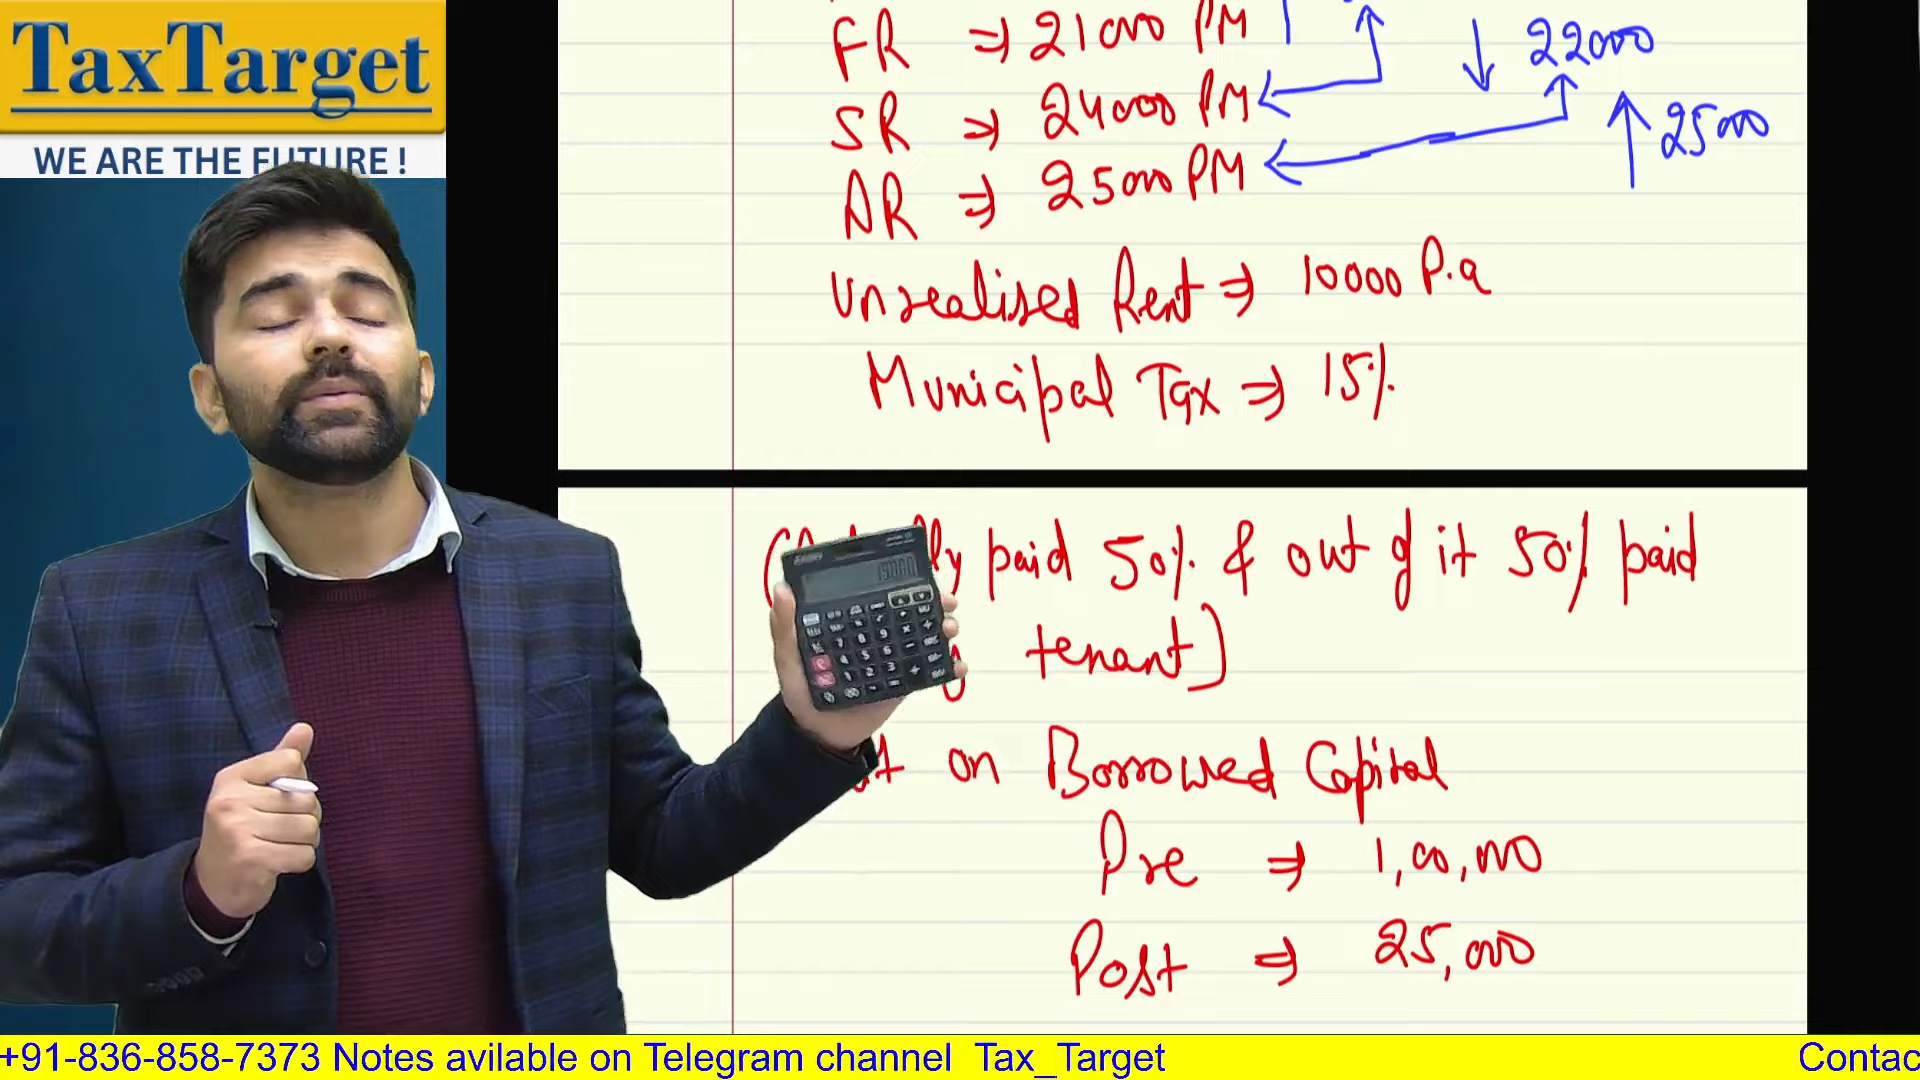 TaxTarget
WE ARE THE FUTURE !
FR ⇒ 21000 PM
22000
SR ⇒ 24000 PM
25000
AR ⇒ 25000 PM
Unrealised Rent ⇒ 10000 P.a
Municipal Tax ⇒ 15%
paid 50% & out of it 50% paid
tenant)
on Borrowed Capital
Pre ⇒ 1,00,000
Post ⇒ 25,000
+91-836-858-7373 Notes avilable on Telegram channel Tax_Target
Contac